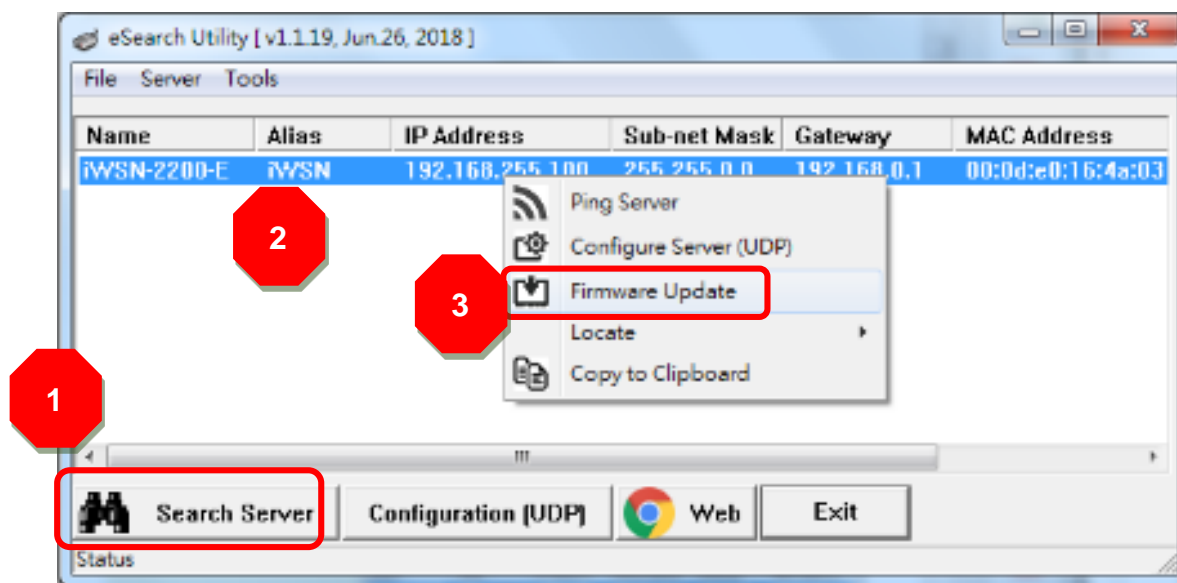 eSearch Utility [ v1.1.19, Jun.26, 2018 ]
File Server Tools
Name Alias IP Address Sub-net Mask Gateway MAC Address
iWSN-2200-E iWSN 192.168.255.100 255.255.0.0 192.168.0.1 00:0d:e0:16:4a:03
Ping Server
2
Configure Server (UDP)
3
Firmware Update
Locate
Copy to Clipboard
1
Search Server Configuration (UDP) Web Exit
Status